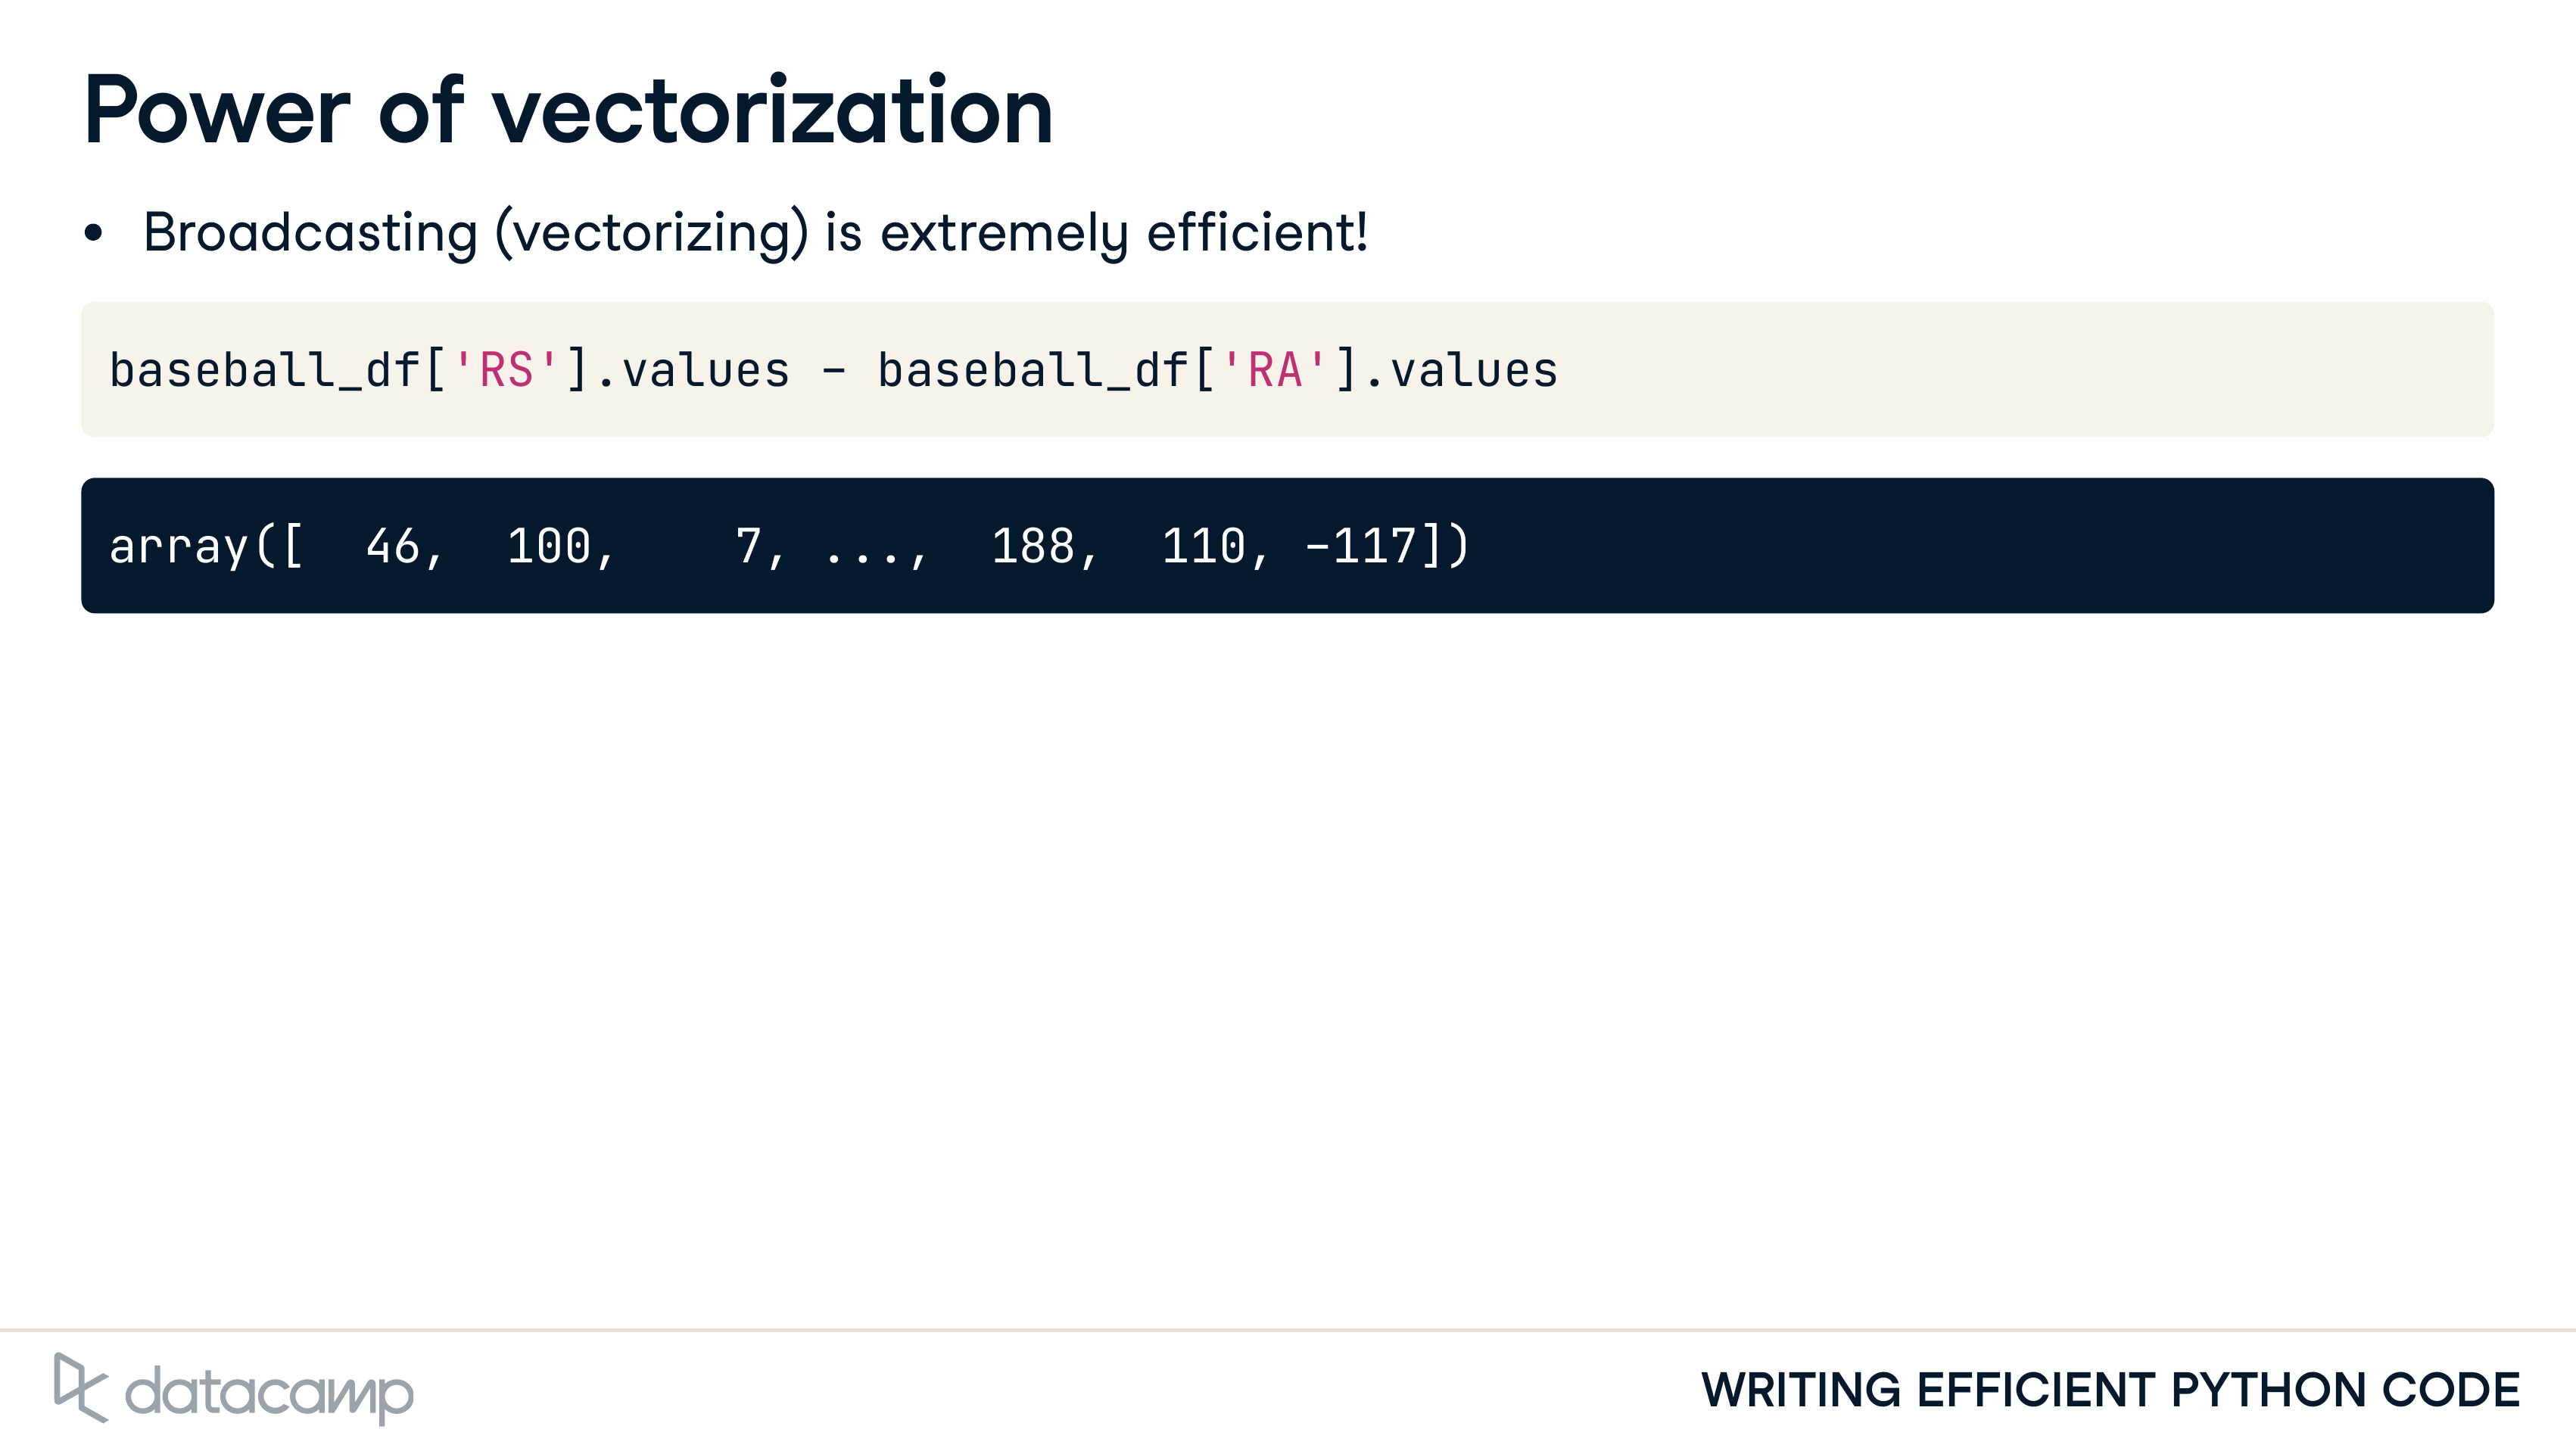 Power of vectorization
• Broadcasting (vectorizing) is extremely efficient!
baseball_df['RS'].values - baseball_df['RA'].values
array([  46,  100,    7, ...,  188,  110, -117])
datacamp
WRITING EFFICIENT PYTHON CODE